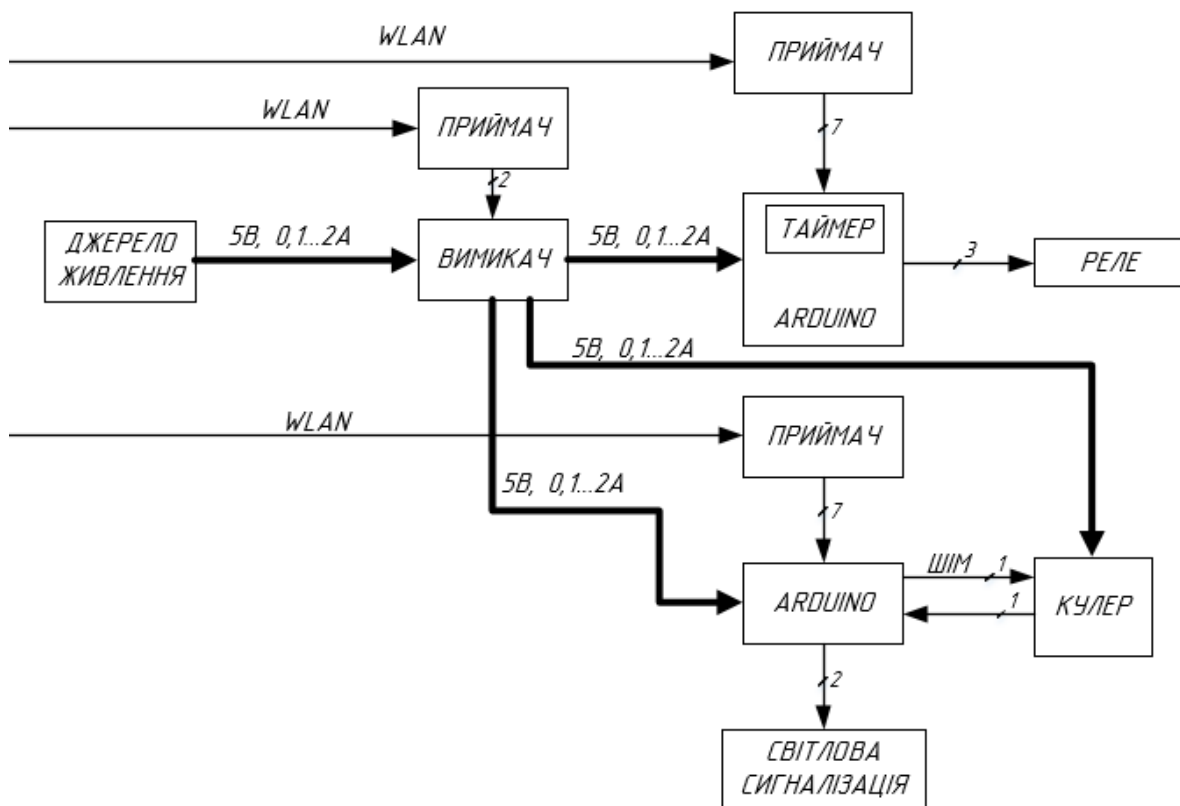 WLAN
ПРИЙМАЧ
7
WLAN
ПРИЙМАЧ
2
ДЖЕРЕЛО
ЖИВЛЕННЯ
5В, 0,1...2А
ВИМИКАЧ
5В, 0,1...2А
ТАЙМЕР
ARDUINO
3
РЕЛЕ
5В, 0,1...2А
WLAN
ПРИЙМАЧ
5В, 0,1...2А
7
ARDUINO
ШІМ
1
1
КУЛЕР
2
СВІТЛОВА
СИГНАЛІЗАЦІЯ